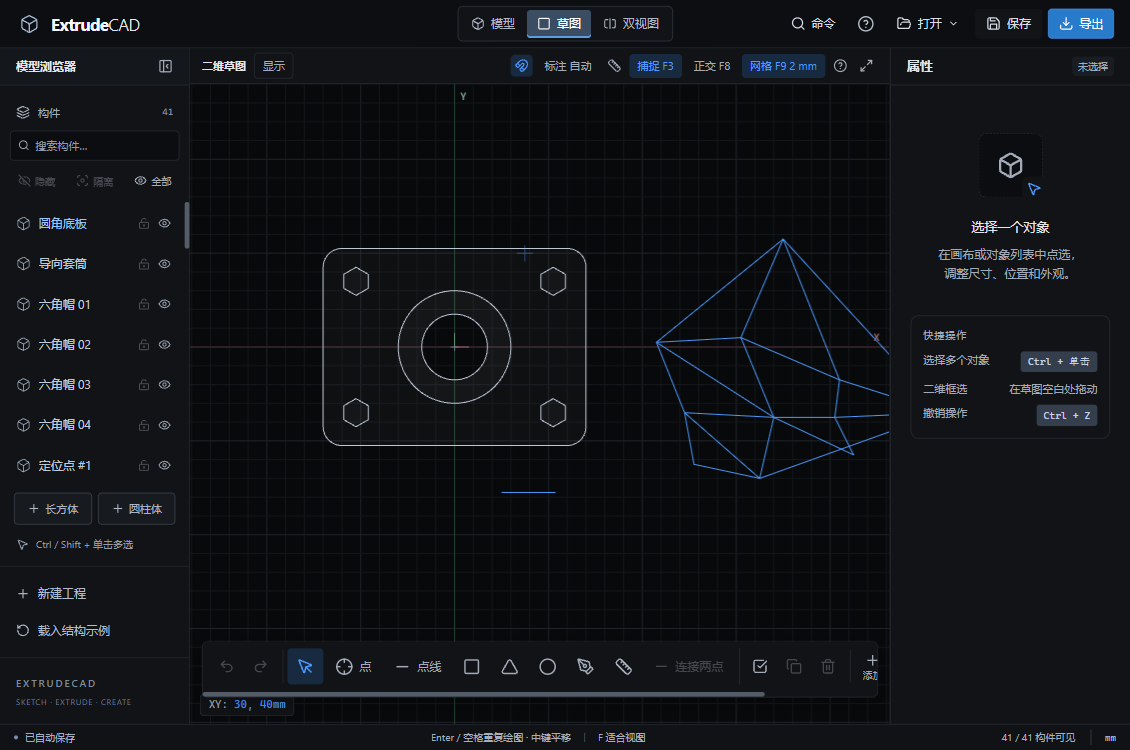 ExtrudeCAD
模型
草图
双视图
命令
打开
保存
导出
模型浏览器
二维草图
显示
标注 自动
捕捉 F3
正交 F8
网格 F9 2 mm
属性
未选择
构件
41
搜索构件...
隐藏
隔离
全部
圆角底板
导向套筒
六角帽 01
六角帽 02
六角帽 03
六角帽 04
定位点 #1
长方体
圆柱体
Ctrl / Shift + 单击多选
新建工程
载入结构示例
EXTRUDECAD
SKETCH · EXTRUDE · CREATE
Y
X
选择一个对象
在画布或对象列表中点选，
调整尺寸、位置和外观。
快捷操作
选择多个对象
Ctrl + 单击
二维框选
在草图空白处拖动
撤销操作
Ctrl + Z
点
点线
连接两点
添加
XY: 30, 40mm
已自动保存
Enter / 空格重复绘图 · 中键平移
F 适合视图
41 / 41 构件可见
mm